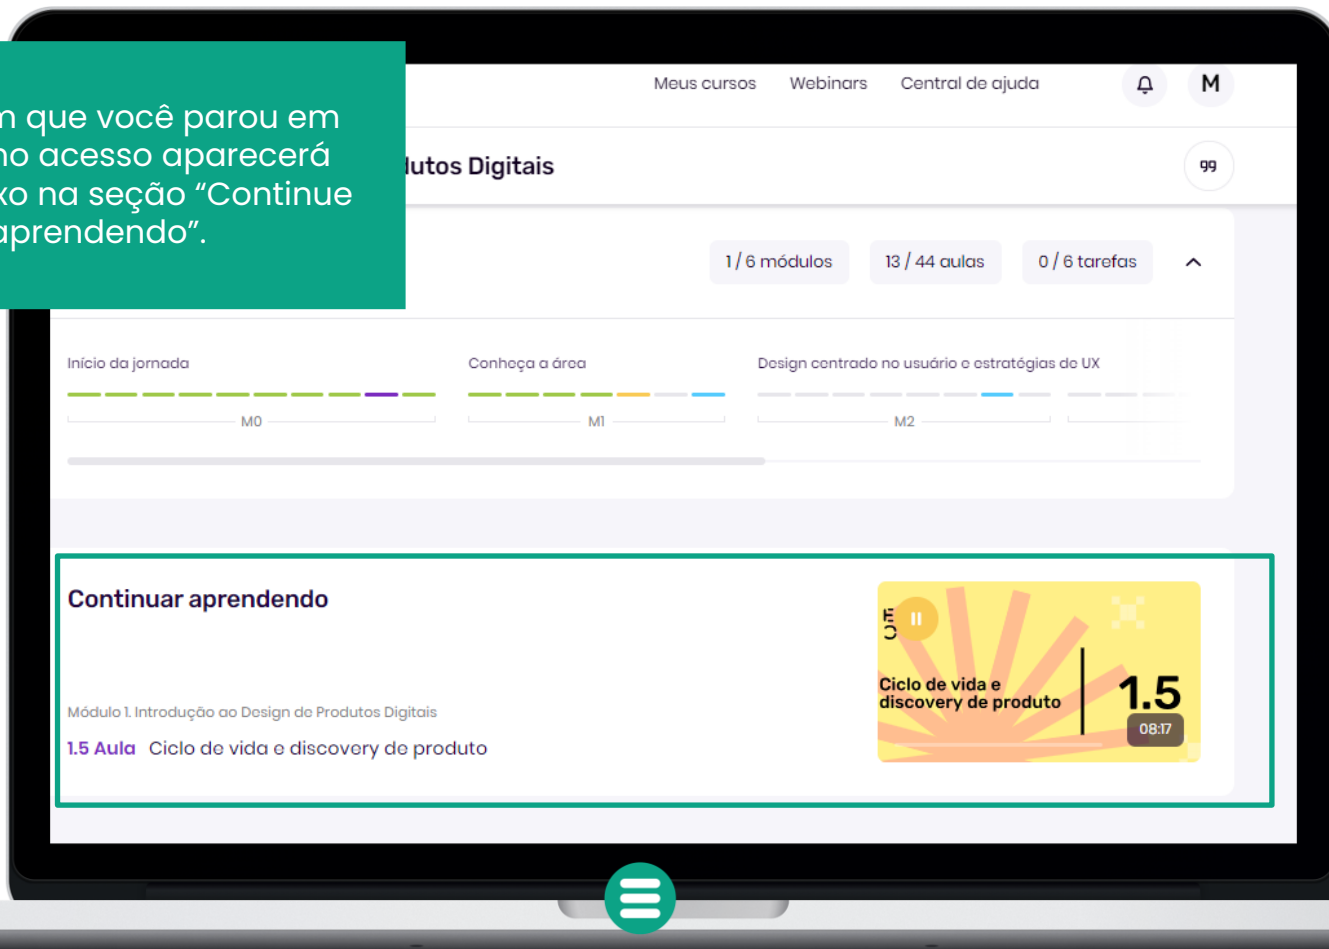 Meus cursos Webinars Central de ajuda M
que você parou em
acesso aparecerá
na seção “Continue
aprendendo”.
Digitais
1 / 6 módulos 13 / 44 aulas 0 / 6 tarefas
Início da jornada Conheça a área Design centrado no usuário e estratégias de UX
M0 M1 M2
Continuar aprendendo
Módulo 1. Introdução ao Design de Produtos Digitais
1.5 Aula Ciclo de vida e discovery de produto
Ciclo de vida e
discovery de produto
1.5
08:17